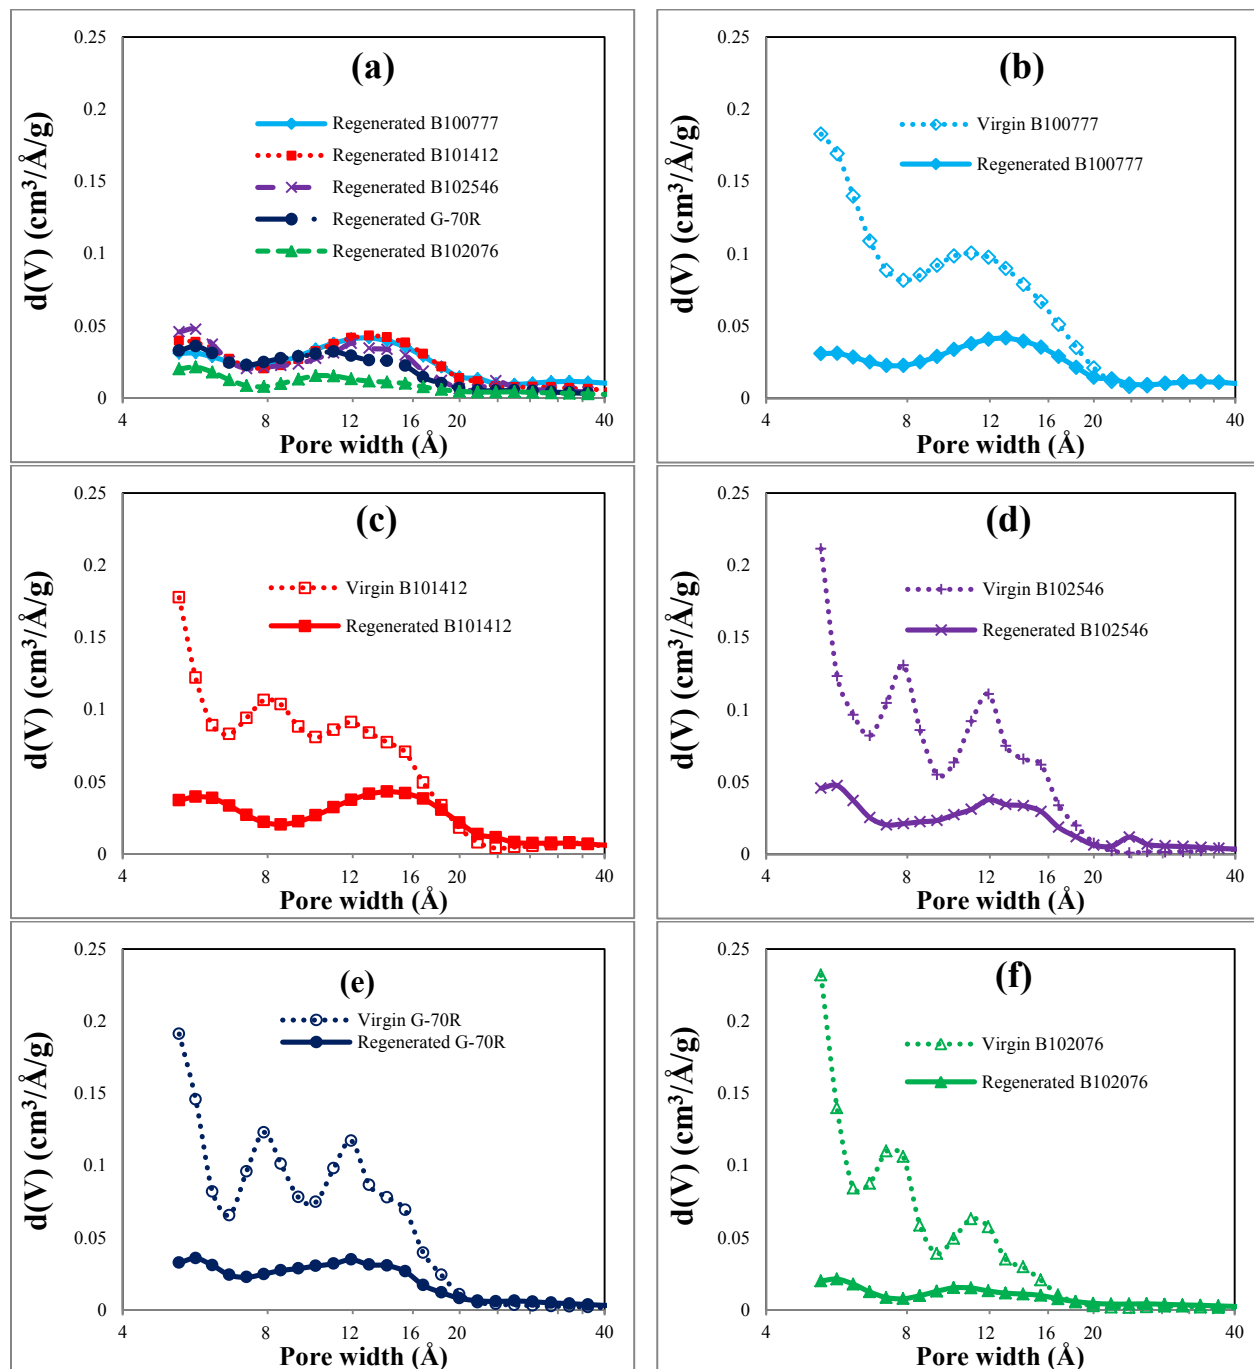 (a)
0.25
0.2
0.15
0.1
0.05
0
d(V) (cm³/Å/g)
Regenerated B100777
Regenerated B101412
Regenerated B102546
Regenerated G-70R
Regenerated B102076
4 8 12 16 20 40
Pore width (Å)
(b)
0.25
0.2
0.15
0.1
0.05
0
d(V) (cm³/Å/g)
Virgin B100777
Regenerated B100777
4 8 12 16 20 40
Pore width (Å)
(c)
0.25
0.2
0.15
0.1
0.05
0
d(V) (cm³/Å/g)
Virgin B101412
Regenerated B101412
4 8 12 16 20 40
Pore width (Å)
(d)
0.25
0.2
0.15
0.1
0.05
0
d(V) (cm³/Å/g)
Virgin B102546
Regenerated B102546
4 8 12 16 20 40
Pore width (Å)
(e)
0.25
0.2
0.15
0.1
0.05
0
d(V) (cm³/Å/g)
Virgin G-70R
Regenerated G-70R
4 8 12 16 20 40
Pore width (Å)
(f)
0.25
0.2
0.15
0.1
0.05
0
d(V) (cm³/Å/g)
Virgin B102076
Regenerated B102076
4 8 12 16 20 40
Pore width (Å)